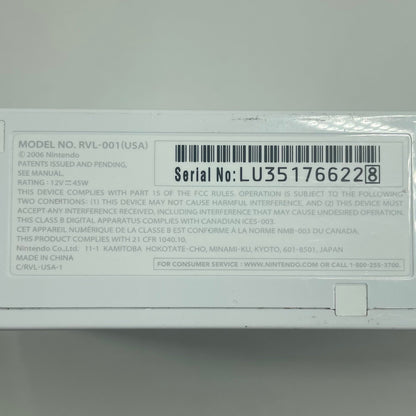 MODEL NO. RVL-001(USA)
© 2006 Nintendo
PATENTS ISSUED AND PENDING,
SEE MANUAL.
RATING : 12V ⎓ 45W
Serial No:LU351766228
THIS DEVICE COMPLIES WITH PART 15 OF THE FCC RULES. OPERATION IS SUBJECT TO THE FOLLOWING
TWO CONDITIONS: (1) THIS DEVICE MAY NOT CAUSE HARMFUL INTERFERENCE, AND (2) THIS DEVICE MUST
ACCEPT ANY INTERFERENCE RECEIVED, INCLUDING INTERFERENCE THAT MAY CAUSE UNDESIRED OPERATION.
THIS CLASS B DIGITAL APPARATUS COMPLIES WITH CANADIAN ICES-003.
CET APPAREIL NUMÉRIQUE DE LA CLASSE B EST CONFORME À LA NORME NMB-003 DU CANADA.
THIS PRODUCT COMPLIES WITH 21 CFR 1040.10.
Nintendo Co.,Ltd. 11-1 KAMITOBA HOKOTATE-CHO, MINAMI-KU, KYOTO, 601-8501, JAPAN
MADE IN CHINA
C/RVL-USA-1
FOR CONSUMER SERVICE : WWW.NINTENDO.COM OR CALL 1-800-255-3700.